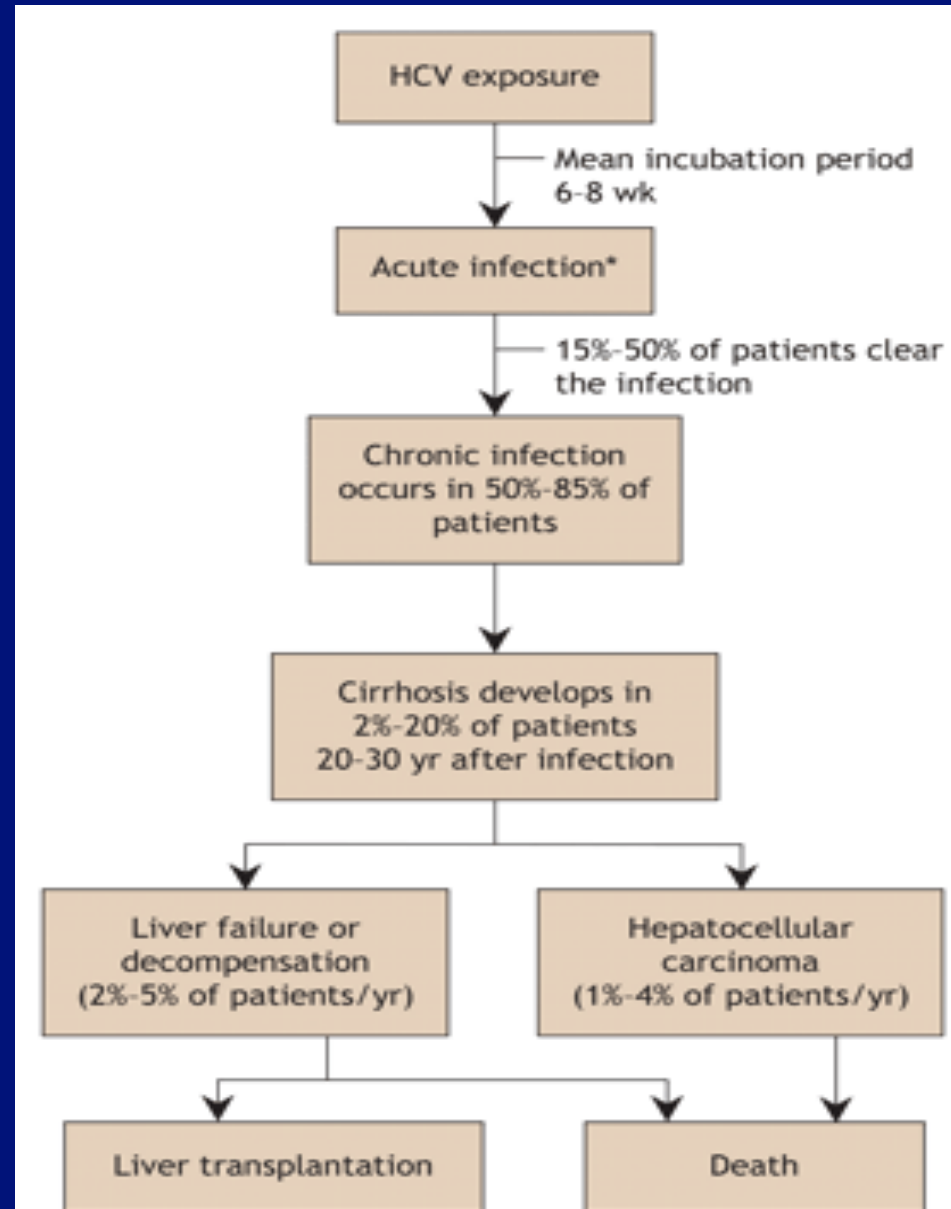 HCV exposure
Mean incubation period
6–8 wk
Acute infection*
15%–50% of patients clear
the infection
Chronic infection
occurs in 50%–85% of
patients
Cirrhosis develops in
2%–20% of patients
20–30 yr after infection
Liver failure or
decompensation
(2%–5% of patients/yr)
Hepatocellular
carcinoma
(1%–4% of patients/yr)
Liver transplantation
Death